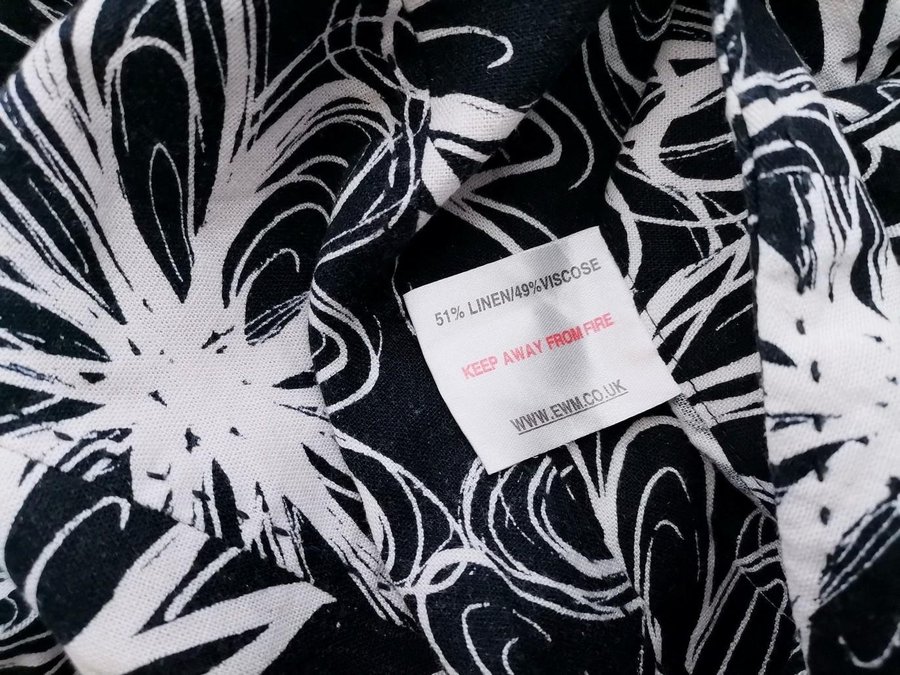 51% LINEN/49%VISCOSE
KEEP AWAY FROM FIRE
WWW.EWM.CO.UK